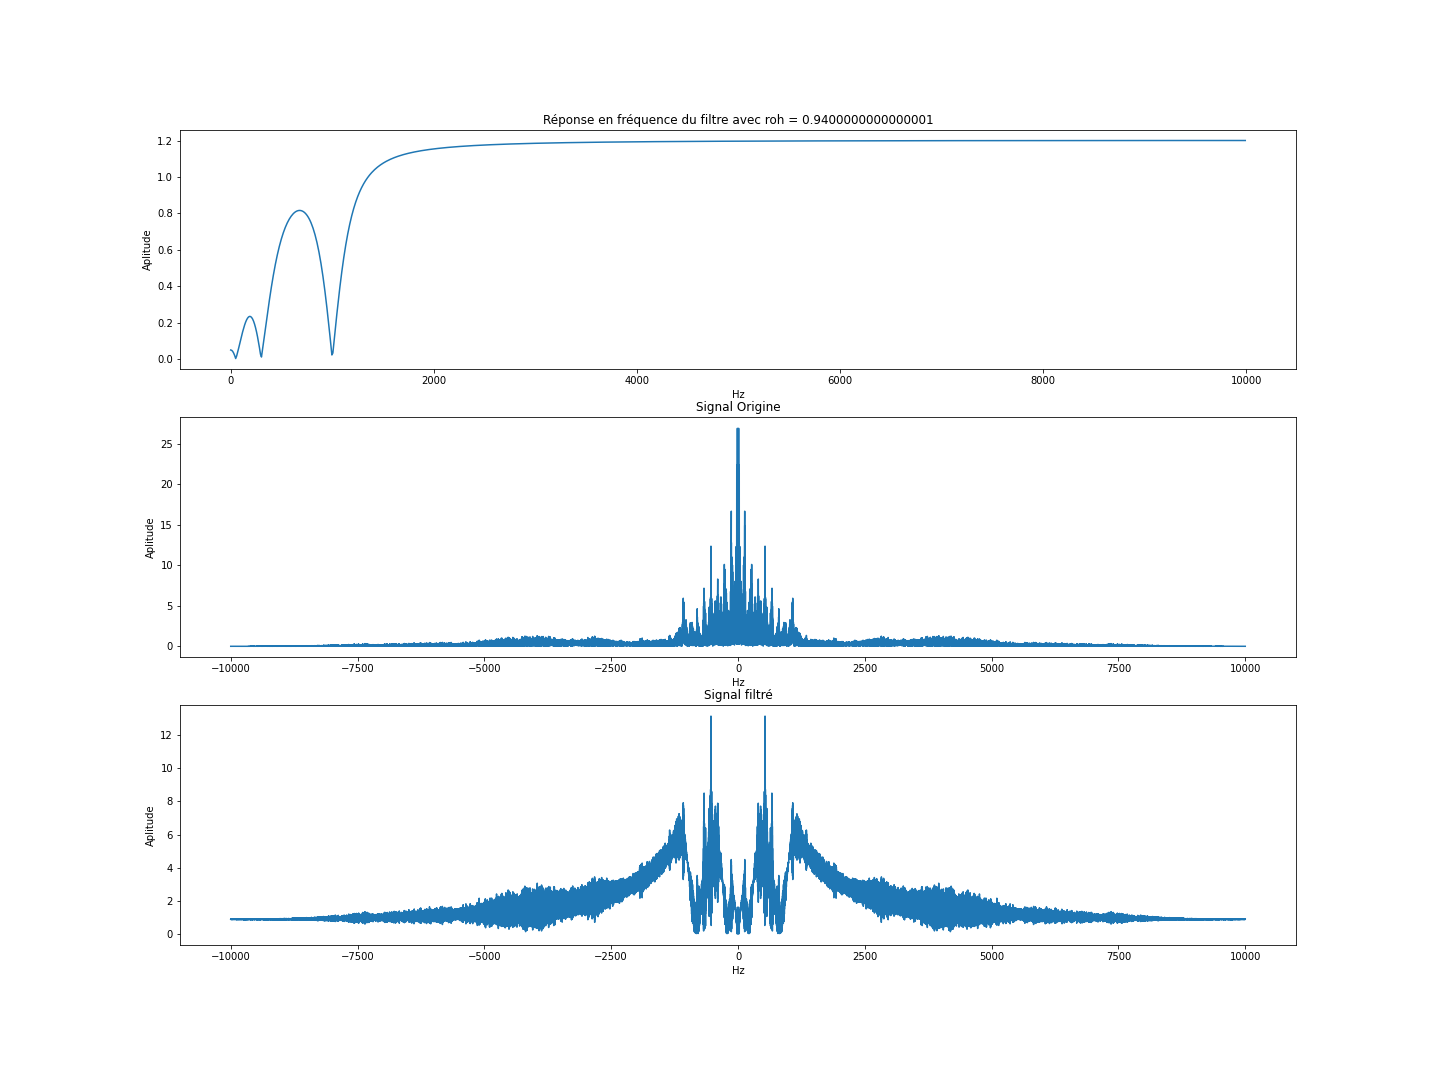 Réponse en fréquence du filtre avec roh = 0.9400000000000001
Aplitude
1.2
1.0
0.8
0.6
0.4
0.2
0.0
0 2000 4000 6000 8000 10000
Hz
Signal Origine
Aplitude
25
20
15
10
5
0
−10000 −7500 −5000 −2500 0 2500 5000 7500 10000
Hz
Signal filtré
Aplitude
12
10
8
6
4
2
0
−10000 −7500 −5000 −2500 0 2500 5000 7500 10000
Hz